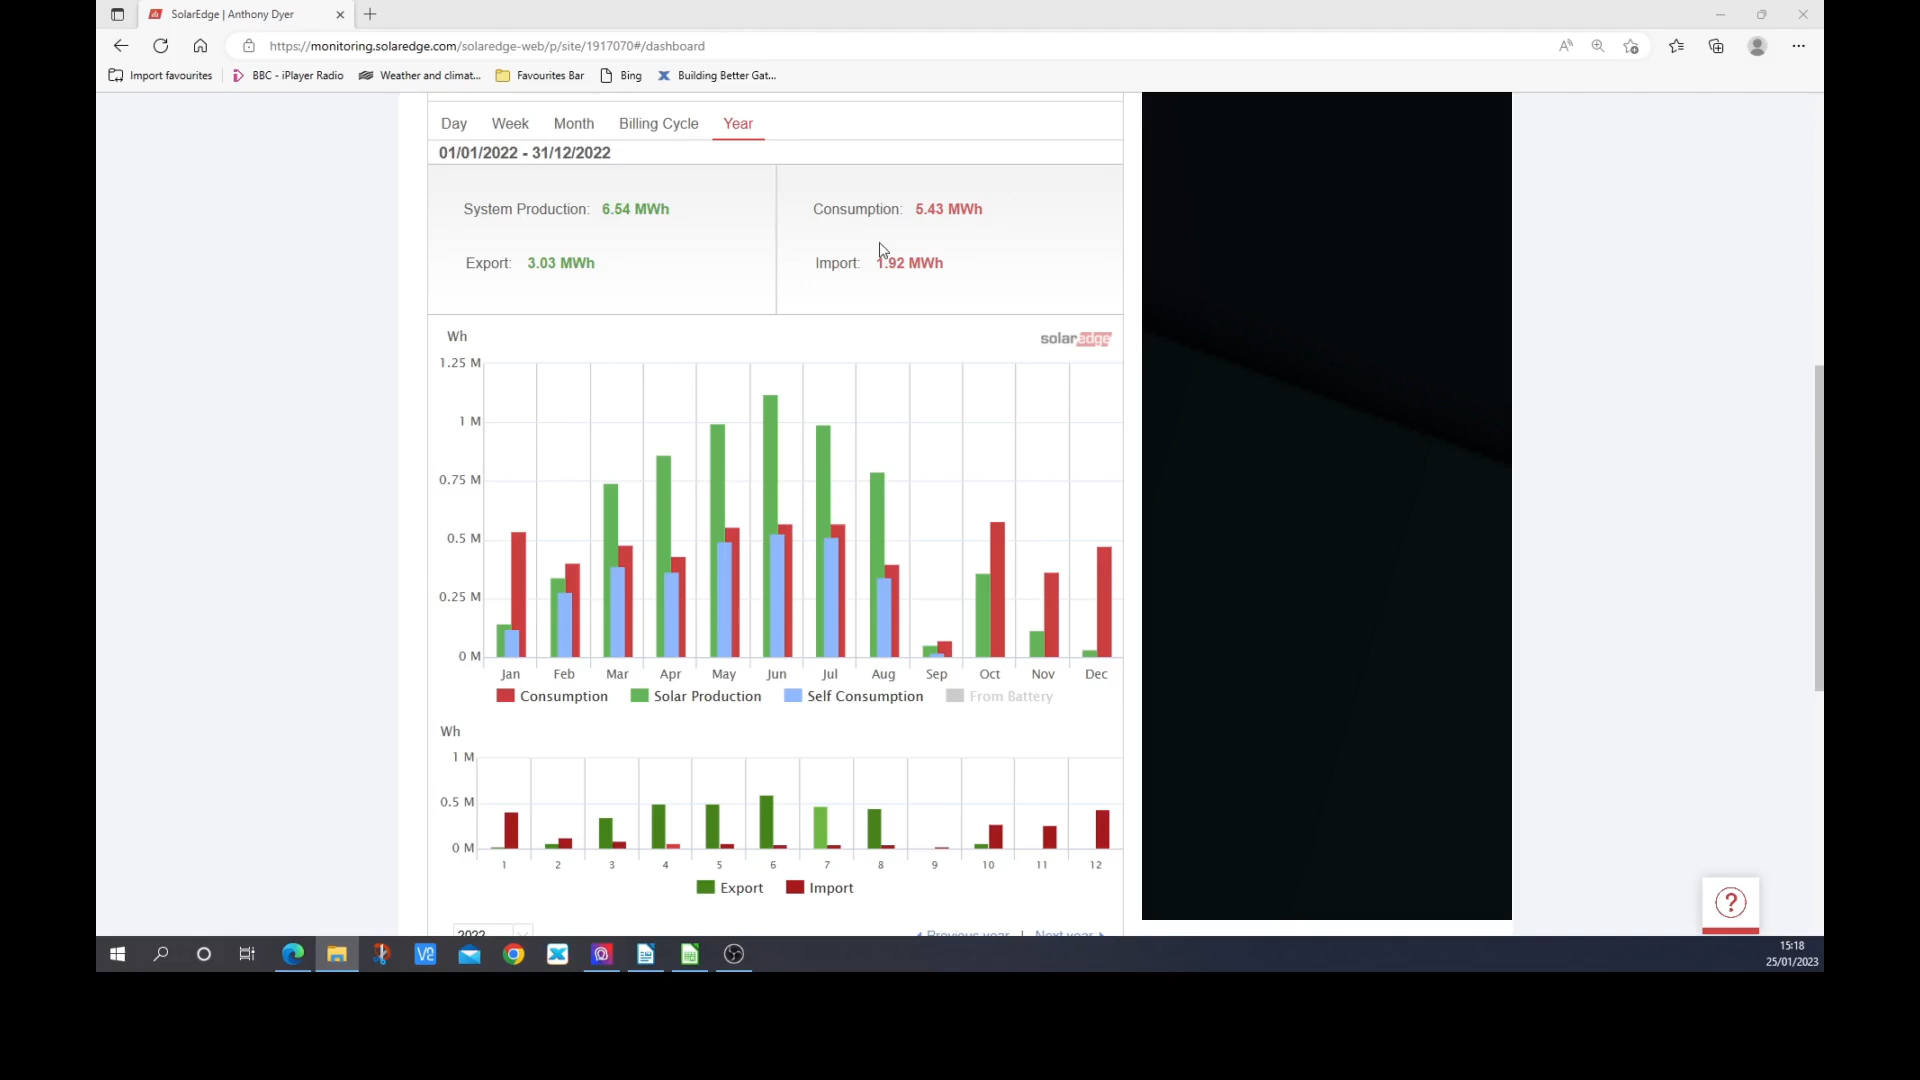 SolarEdge | Anthony Dyer
https://monitoring.solaredge.com/solaredge-web/p/site/1917070#/dashboard
Import favourites
BBC - iPlayer Radio
Weather and climat...
Favourites Bar
Bing
Building Better Gat...
Day Week Month Billing Cycle Year
01/01/2022 - 31/12/2022
System Production: 6.54 MWh
Consumption: 5.43 MWh
Export: 3.03 MWh
Import: 1.92 MWh
Wh
solaredge
1.25 M
1 M
0.75 M
0.5 M
0.25 M
0 M
Jan Feb Mar Apr May Jun Jul Aug Sep Oct Nov Dec
Consumption Solar Production Self Consumption From Battery
Wh
1 M
0.5 M
0 M
1 2 3 4 5 6 7 8 9 10 11 12
Export Import
2022
Previous year | Next year
?
15:18
25/01/2023